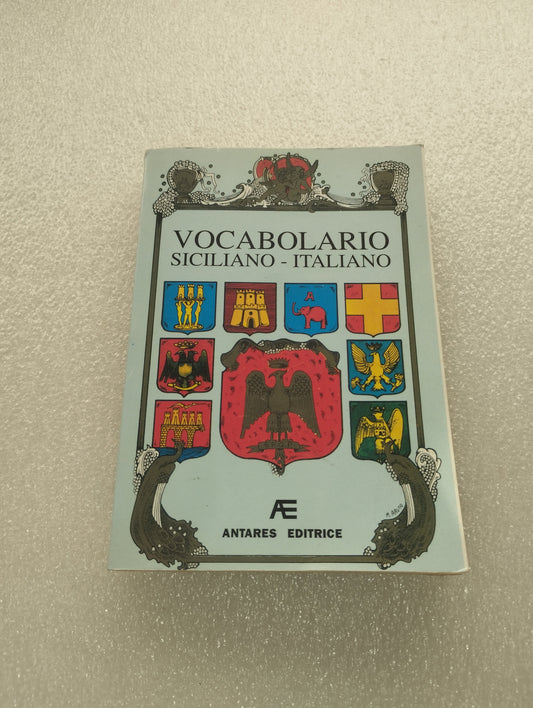 VOCABOLARIO
SICILIANO - ITALIANO
A
Æ
ANTARES EDITRICE